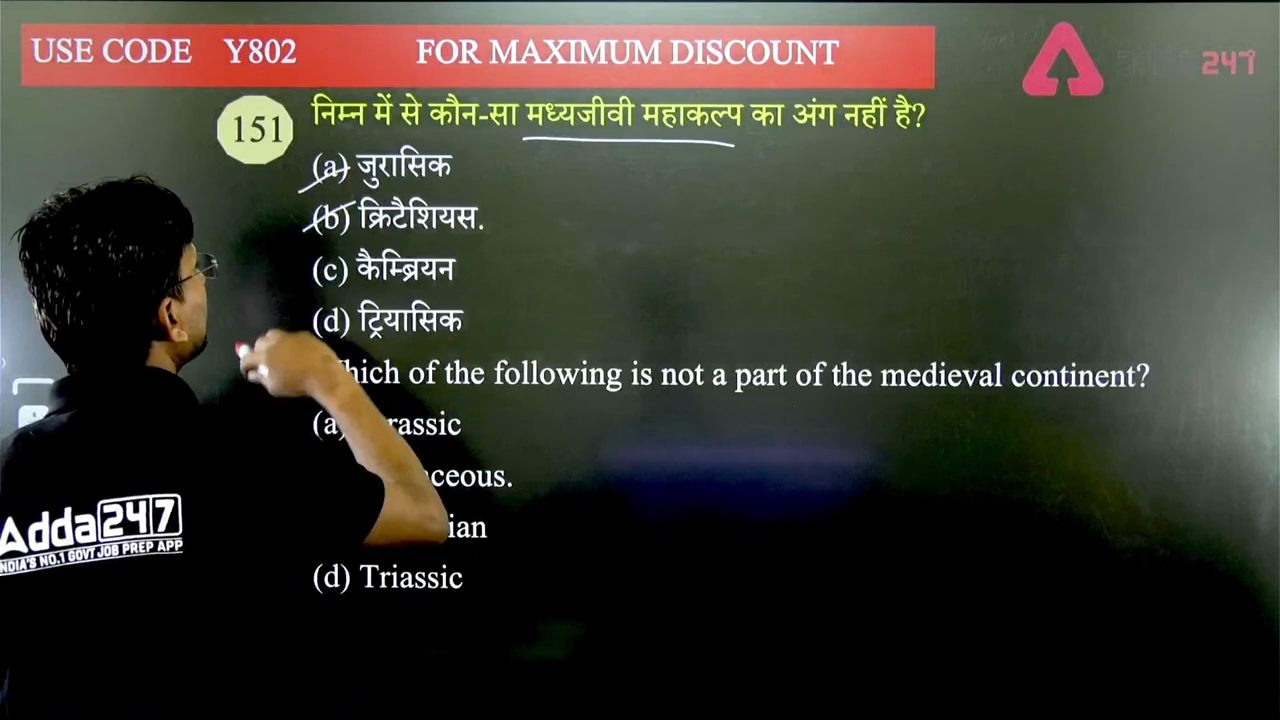 USE CODE Y802 FOR MAXIMUM DISCOUNT
247
151
निम्न में से कौन-सा मध्यजीवी महाकल्प का अंग नहीं है?
(a) जुरासिक
(b) क्रिटैशियस.
(c) कैम्ब्रियन
(d) ट्रियासिक
hich of the following is not a part of the medieval continent?
(a) rassic
ceous.
ian
(d) Triassic
Adda247
INDIA'S NO.1 GOVT JOB PREP APP